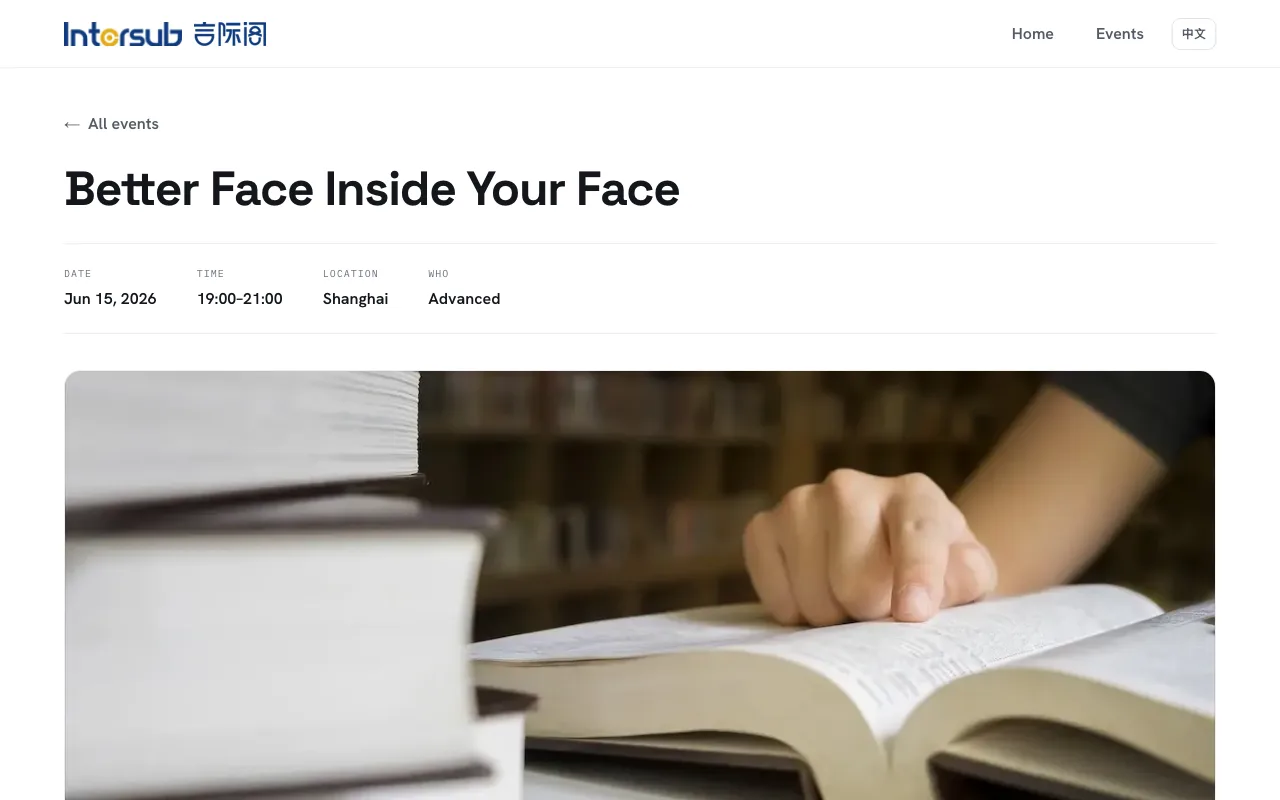 Intersub 言际阁
Home
Events
中文
← All events
Better Face Inside Your Face
DATE
TIME
LOCATION
WHO
Jun 15, 2026
19:00–21:00
Shanghai
Advanced